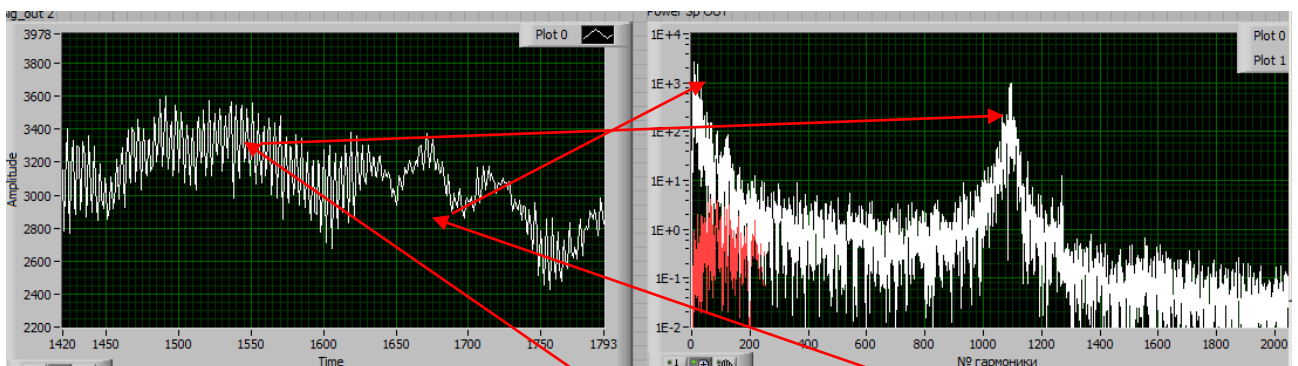 ig_out 2
Plot 0
3978
3800
3600
3400
3200
3000
2800
2600
2400
2200
Amplitude
1420 1450 1500 1550 1600 1650 1700 1750 1793
Time
Power Sp OUT
Plot 0
Plot 1
1E+4
1E+3
1E+2
1E+1
1E+0
1E-1
1E-2
0 200 400 600 800 1000 1200 1400 1600 1800 2000
№ гармоники